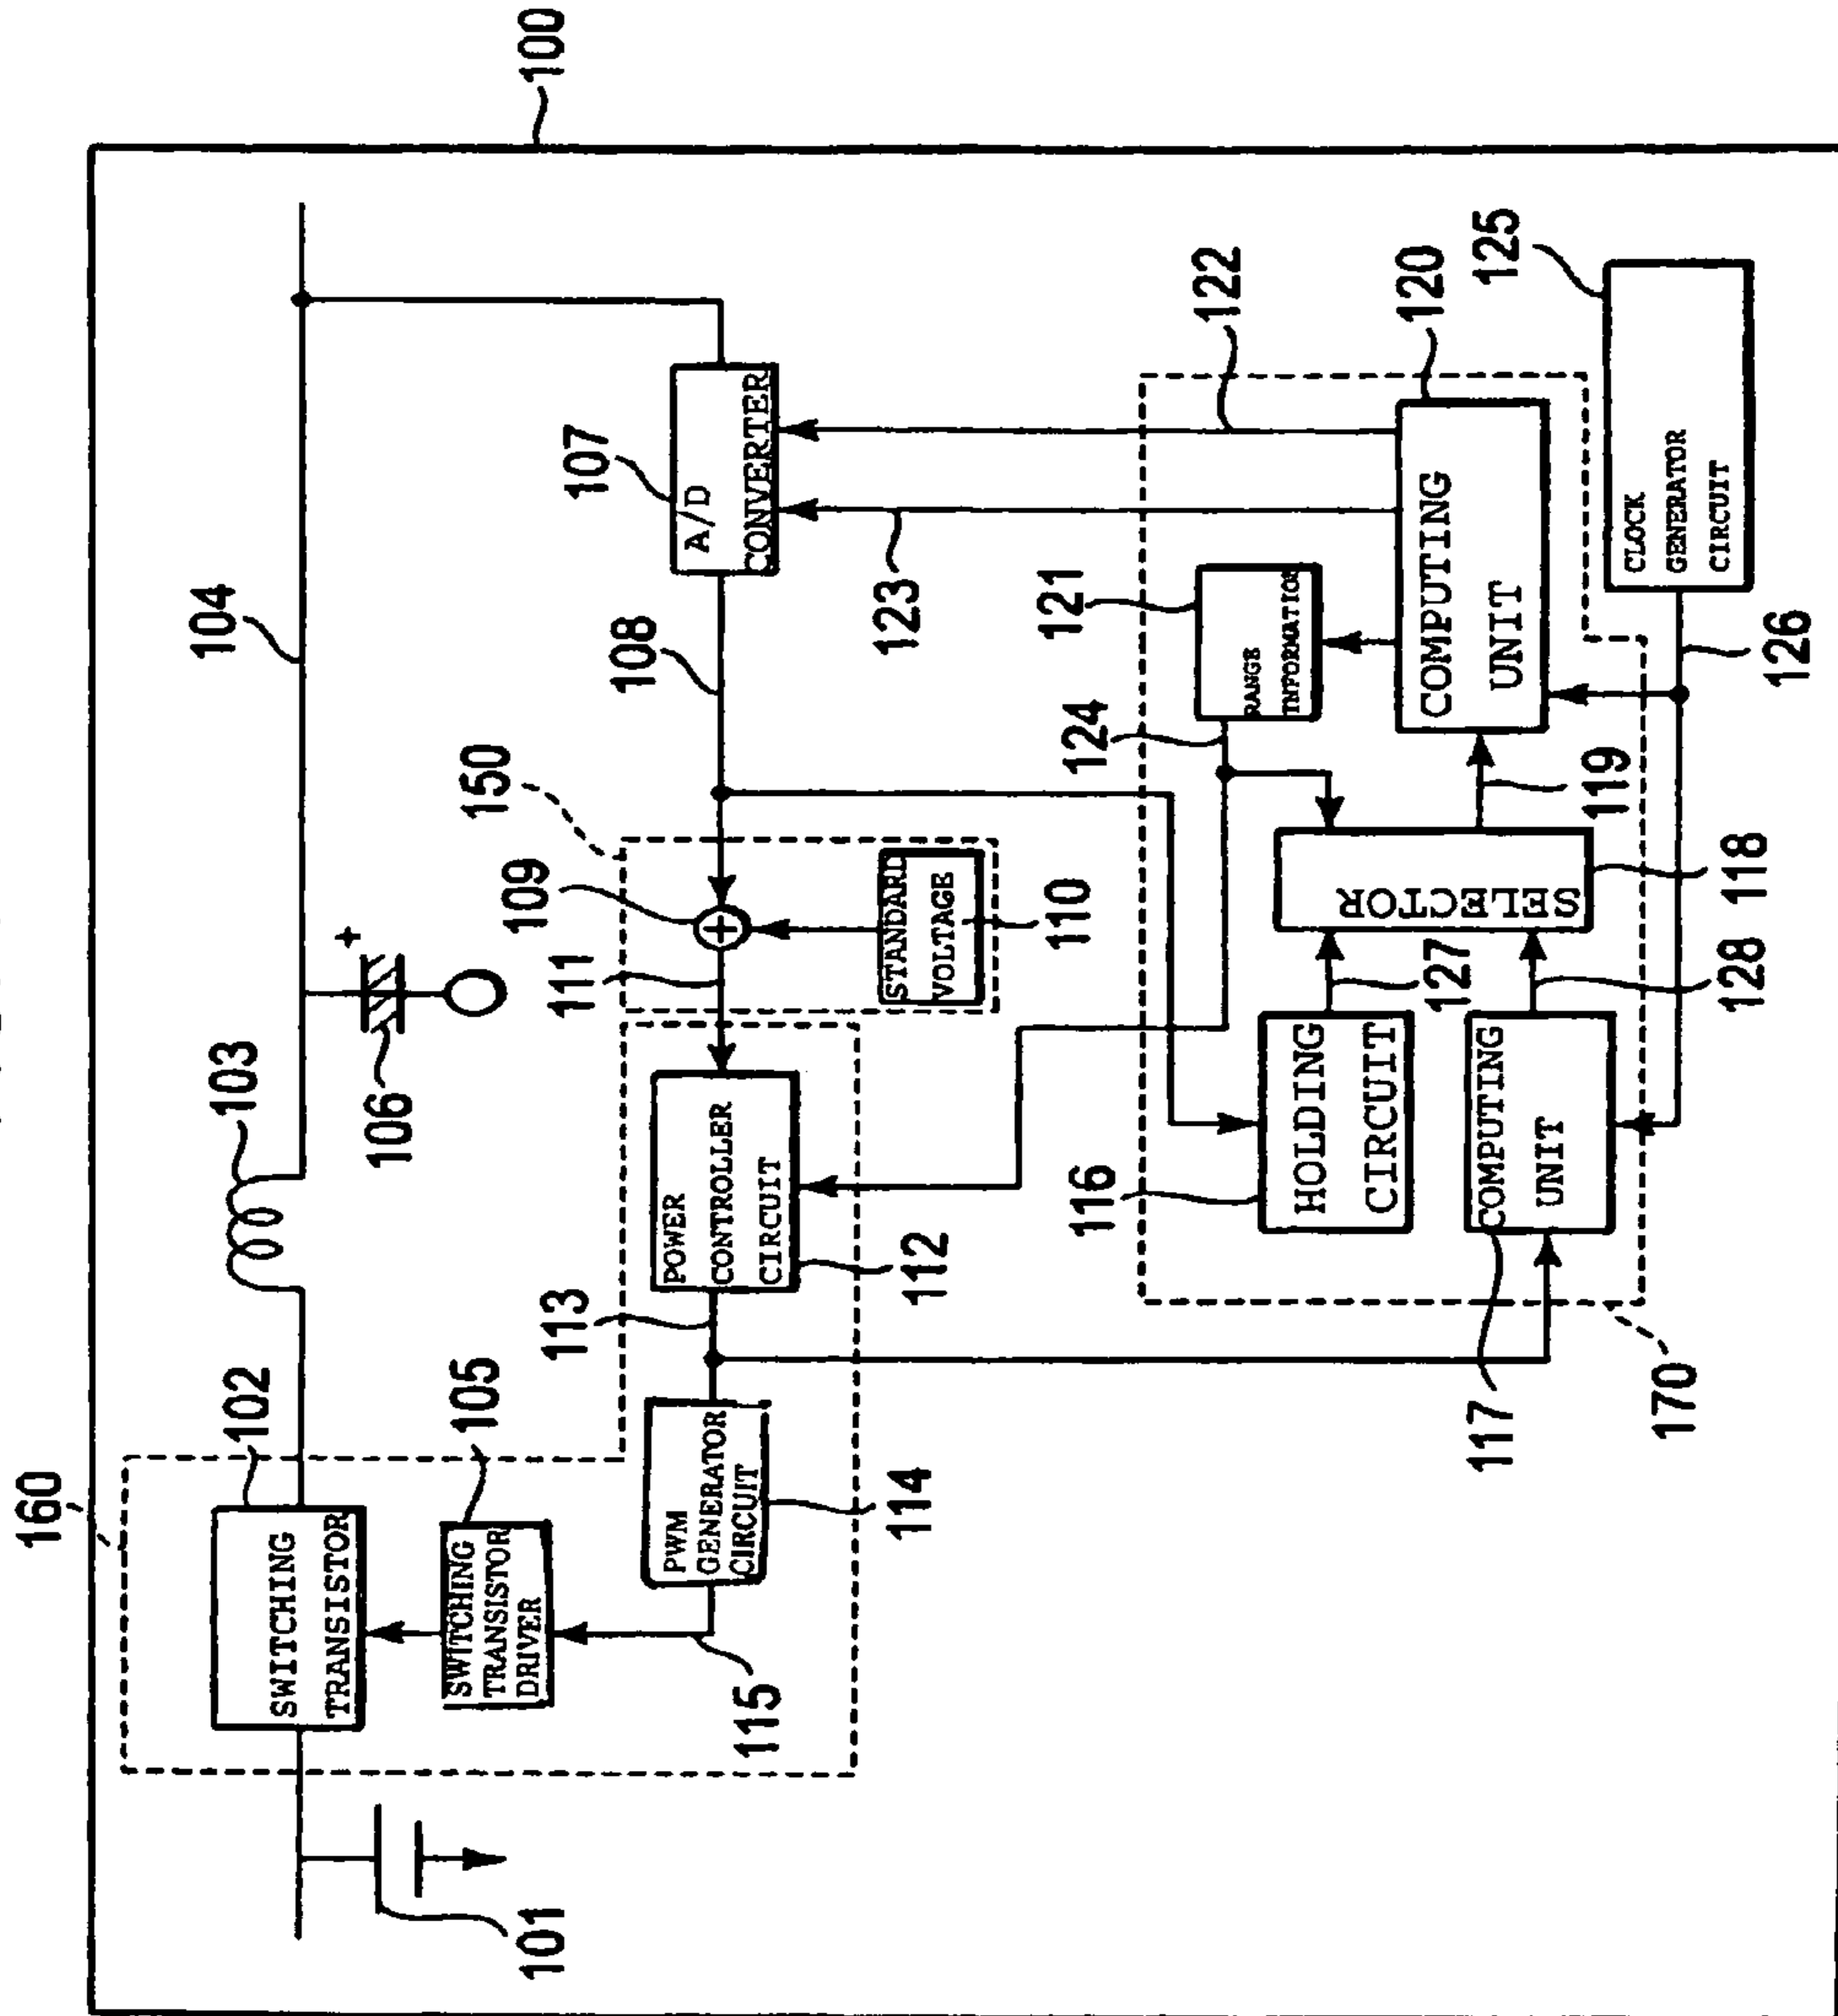 160
102
103
104
100
SWITCHING
TRANSISTOR
+
106
101
105
SWITCHING
TRANSISTOR
DRIVER
113
111
109
150
108
107
PWM
GENERATOR
CIRCUIT
POWER
CONTROLLER
CIRCUIT
A/D
CONVERTER
115
114
112
STANDARD
VOLTAGE
110
123
122
116
124
121
RANGE
INFORMATION
HOLDING
CIRCUIT
127
SELECTOR
COMPUTING
UNIT
120
117
COMPUTING
UNIT
128
118
119
125
CLOCK
GENERATOR
CIRCUIT
170
126